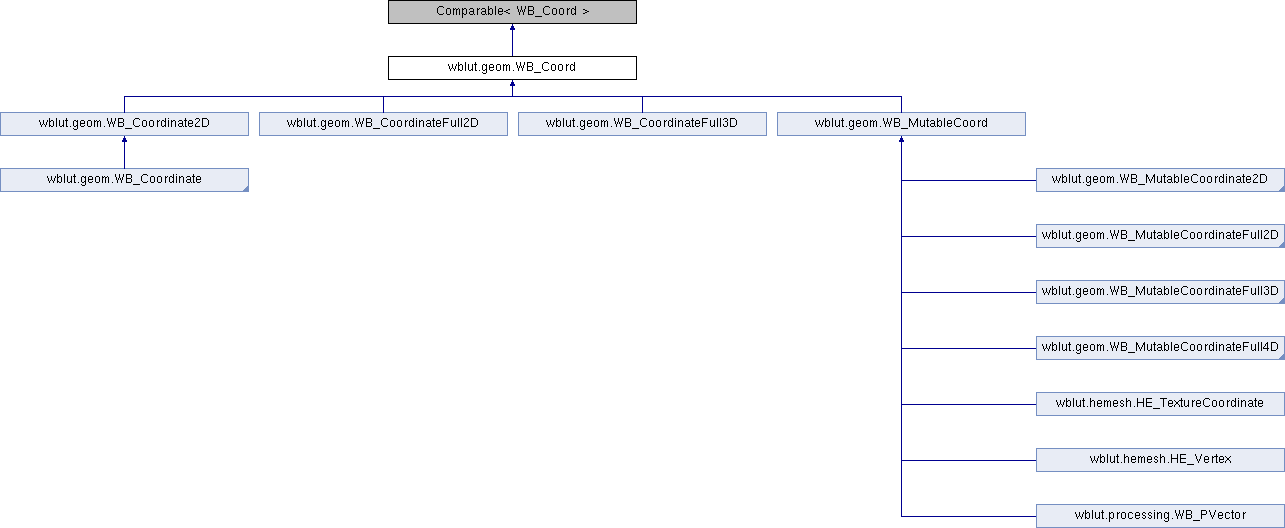 Comparable< WB_Coord >
wblut.geom.WB_Coord
wblut.geom.WB_Coordinate2D
wblut.geom.WB_CoordinateFull2D
wblut.geom.WB_CoordinateFull3D
wblut.geom.WB_MutableCoord
wblut.geom.WB_Coordinate
wblut.geom.WB_MutableCoordinate2D
wblut.geom.WB_MutableCoordinateFull2D
wblut.geom.WB_MutableCoordinateFull3D
wblut.geom.WB_MutableCoordinateFull4D
wblut.hemesh.HE_TextureCoordinate
wblut.hemesh.HE_Vertex
wblut.processing.WB_PVector